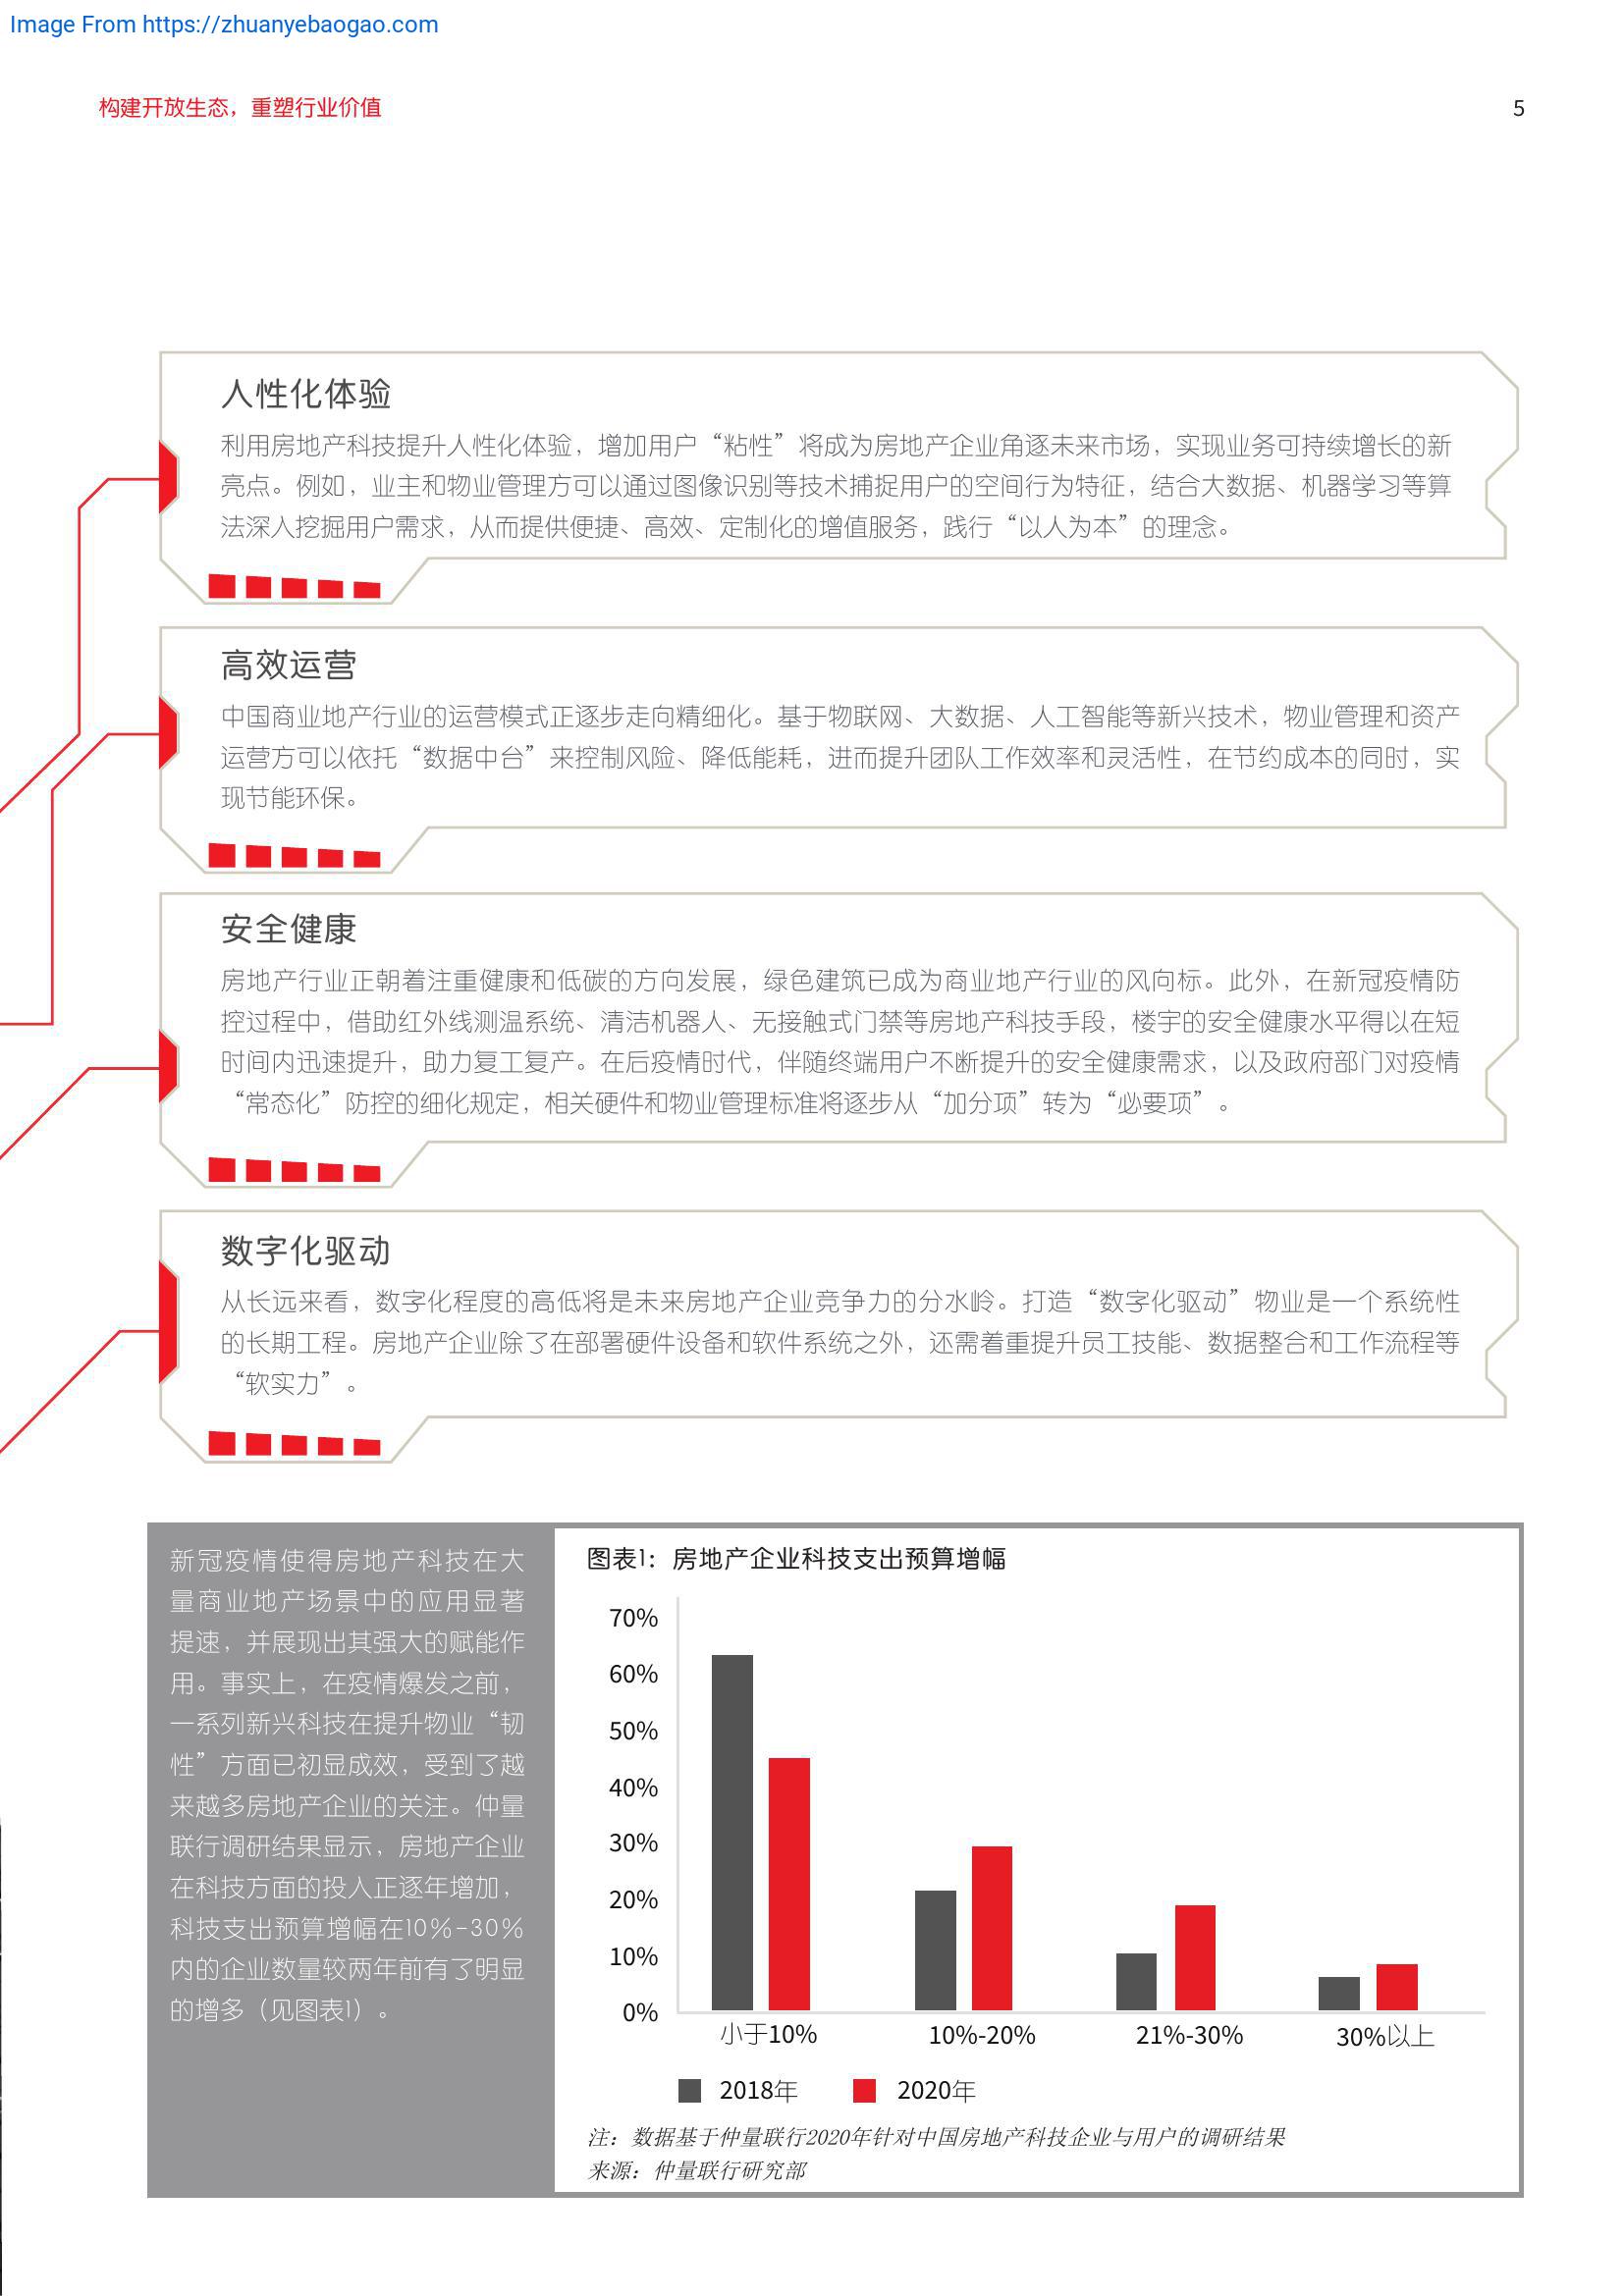 Image From https://zhuanyebaogao.com
构建开放生态，重塑行业价值
5
人性化体验
利用房地产科技提升人性化体验，增加用户“粘性”将成为房地产企业角逐未来市场，实现业务可持续增长的新
亮点。例如，业主和物业管理方可以通过图像识别等技术捕捉用户的空间行为特征，结合大数据、机器学习等算
法深入挖掘用户需求，从而提供便捷、高效、定制化的增值服务，践行“以人为本”的理念。
高效运营
中国商业地产行业的运营模式正逐步走向精细化。基于物联网、大数据、人工智能等新兴技术，物业管理和资产
运营方可以依托“数据中台”来控制风险、降低能耗，进而提升团队工作效率和灵活性，在节约成本的同时，实
现节能环保。
安全健康
房地产行业正朝着注重健康和低碳的方向发展，绿色建筑已成为商业地产行业的风向标。此外，在新冠疫情防
控过程中，借助红外线测温系统、清洁机器人、无接触式门禁等房地产科技手段，楼宇的安全健康水平得以在短
时间内迅速提升，助力复工复产。在后疫情时代，伴随终端用户不断提升的安全健康需求，以及政府部门对疫情
“常态化”防控的细化规定，相关硬件和物业管理标准将逐步从“加分项”转为“必要项”。
数字化驱动
从长远来看，数字化程度的高低将是未来房地产企业竞争力的分水岭。打造“数字化驱动”物业是一个系统性
的长期工程。房地产企业除了在部署硬件设备和软件系统之外，还需着重提升员工技能、数据整合和工作流程等
“软实力”。
新冠疫情使得房地产科技在大
量商业地产场景中的应用显著
提速，并展现出其强大的赋能作
用。事实上，在疫情爆发之前，
一系列新兴科技在提升物业“韧
性”方面已初显成效，受到了越
来越多房地产企业的关注。仲量
联行调研结果显示，房地产企业
在科技方面的投入正逐年增加，
科技支出预算增幅在10%-30%
内的企业数量较两年前有了明显
的增多（见图表1）。
图表1：房地产企业科技支出预算增幅
70%
60%
50%
40%
30%
20%
10%
0%
小于10% 10%-20% 21%-30% 30%以上
2018年 2020年
注：数据基于仲量联行2020年针对中国房地产科技企业与用户的调研结果
来源：仲量联行研究部